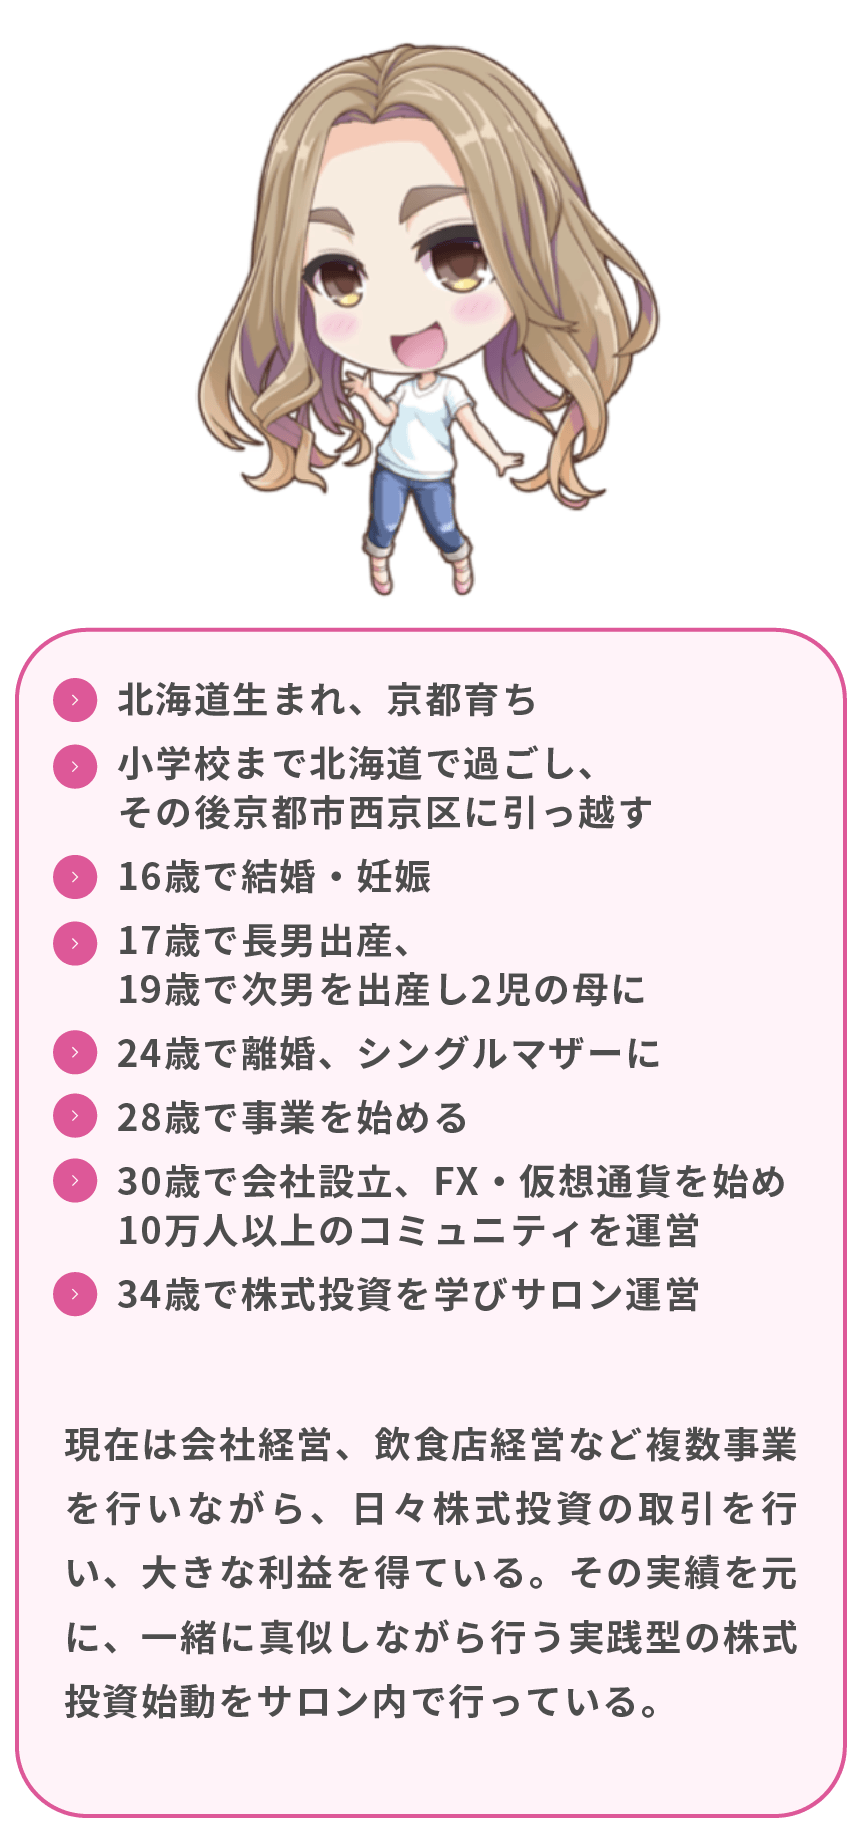 北海道生まれ、京都育ち
小学校まで北海道で過ごし、
その後京都市西京区に引っ越す
16歳で結婚・妊娠
17歳で長男出産、
19歳で次男を出産し2児の母に
24歳で離婚、シングルマザーに
28歳で事業を始める
30歳で会社設立、FX・仮想通貨を始め
10万人以上のコミュニティを運営
34歳で株式投資を学びサロン運営
現在は会社経営、飲食店経営など複数事業
を行いながら、日々株式投資の取引を行
い、大きな利益を得ている。その実績を元
に、一緒に真似しながら行う実践型の株式
投資始動をサロン内で行っている。